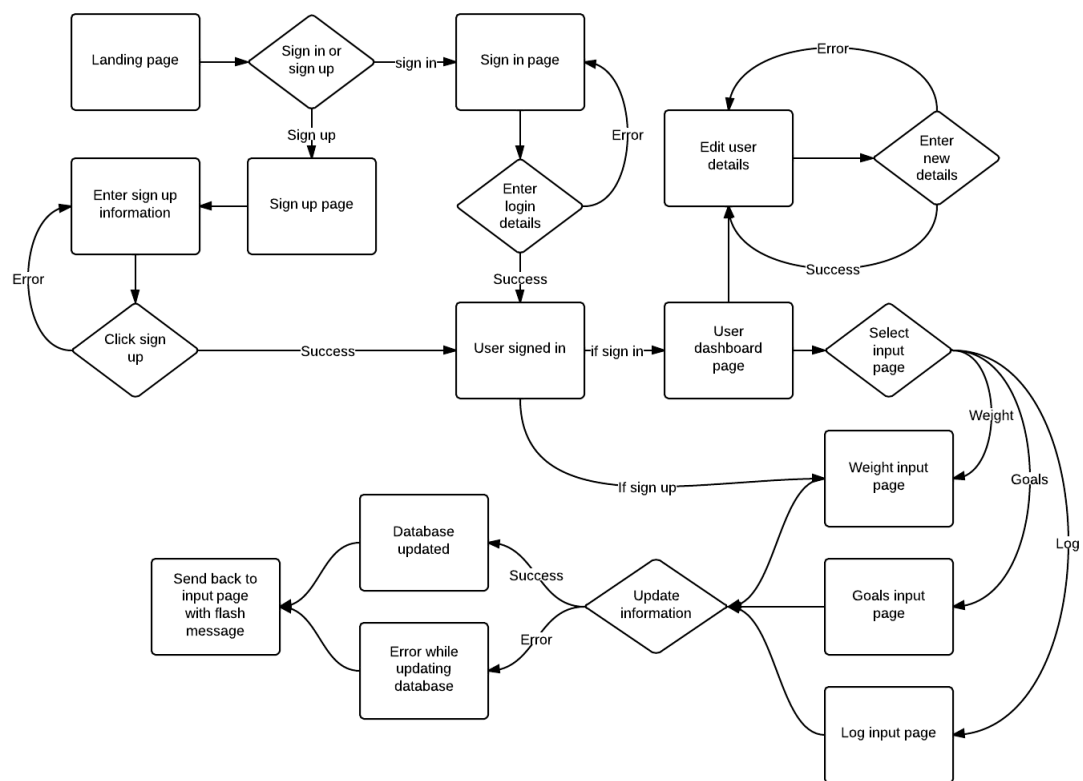 Landing page
Sign in or
sign up
sign in
Sign in page
Error
Sign up
Error
Edit user
details
Enter
new
details
Enter sign up
information
Sign up page
Enter
login
details
Error
Success
Success
Click sign
up
Success
User signed in
if sign in
User
dashboard
page
Select
input
page
Weight
Weight input
page
Goals
If sign up
Database
updated
Log
Send back to
input page
with flash
message
Success
Update
information
Goals input
page
Error
Error while
updating
database
Log input page